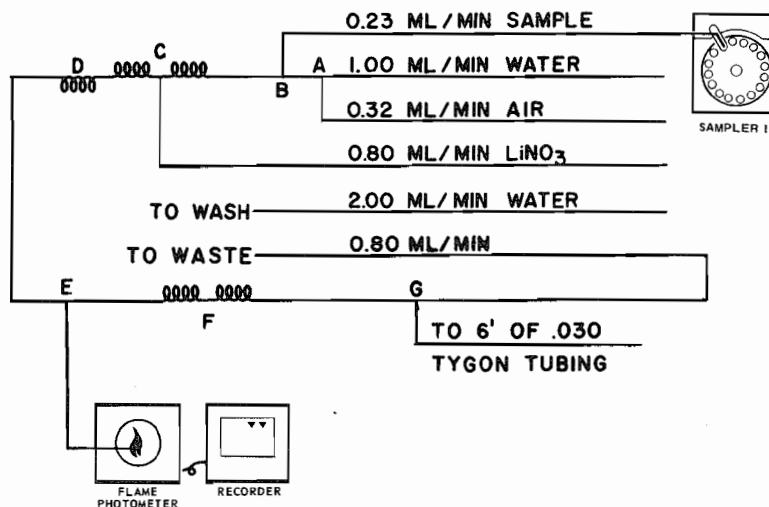 0.23 ML/MIN SAMPLE
C
D
A
1.00 ML/MIN WATER
B
0.32 ML/MIN AIR
SAMPLER I
0.80 ML/MIN LiNO3
TO WASH
2.00 ML/MIN WATER
TO WASTE
0.80 ML/MIN
E
G
F
TO 6' OF .030
TYGON TUBING
FLAME
PHOTOMETER
RECORDER